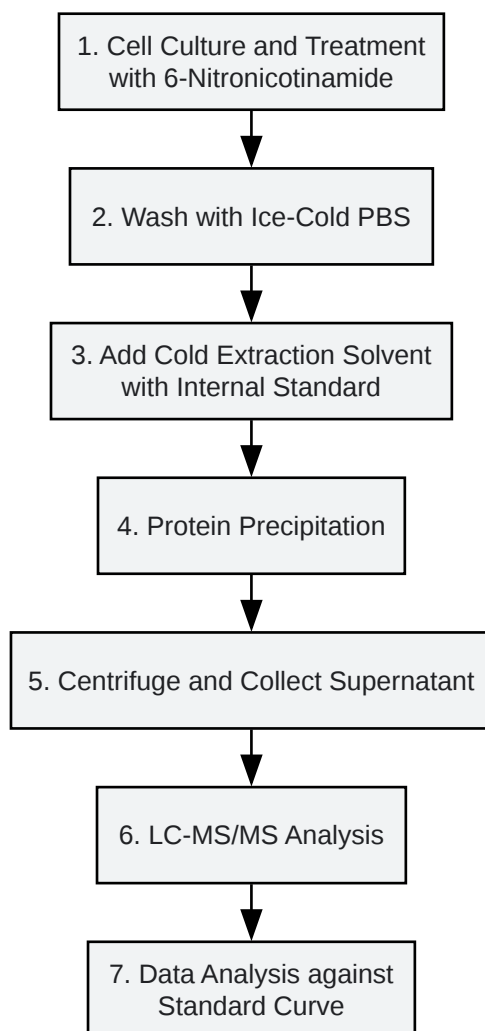 1. Cell Culture and Treatment
with 6-Nitronicotinamide
2. Wash with Ice-Cold PBS
3. Add Cold Extraction Solvent
with Internal Standard
4. Protein Precipitation
5. Centrifuge and Collect Supernatant
6. LC-MS/MS Analysis
7. Data Analysis against
Standard Curve